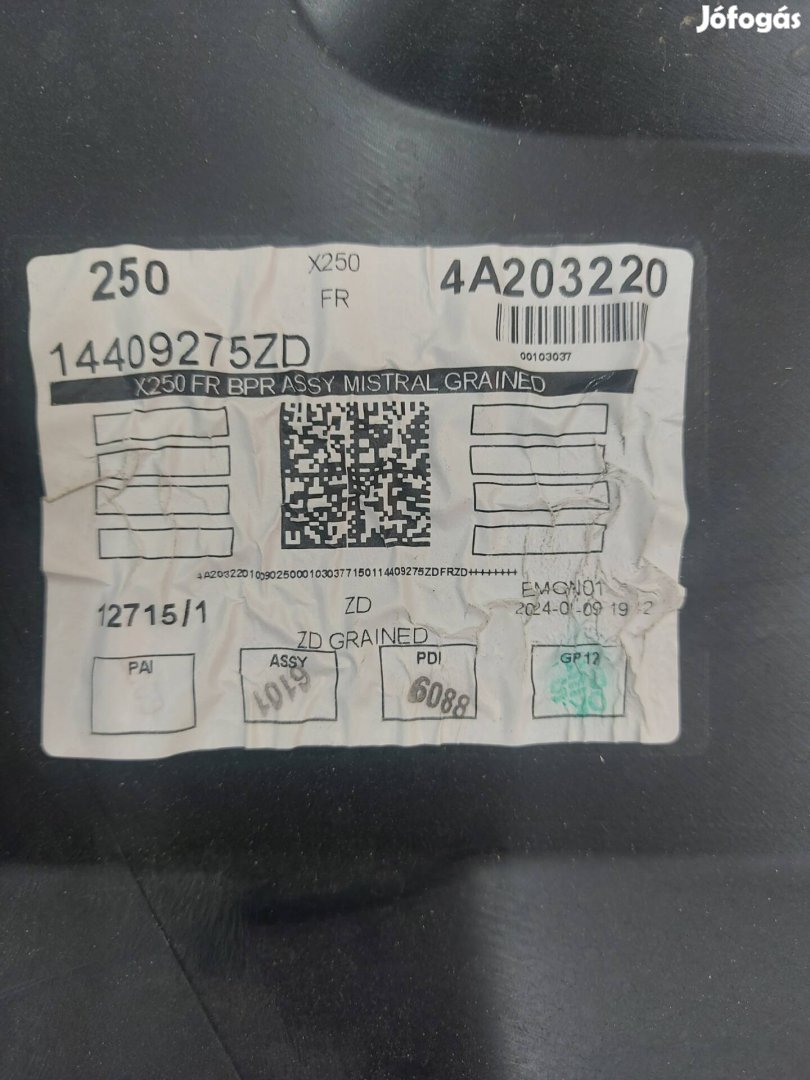 Jófogás
250
X250
FR
4A203220
00103037
14409275ZD
X250 FR BPR ASSY MISTRAL GRAINED
12715/1
ZD
ZD GRAINED
PAI
ASSY
6101
PDI
6088
GP12